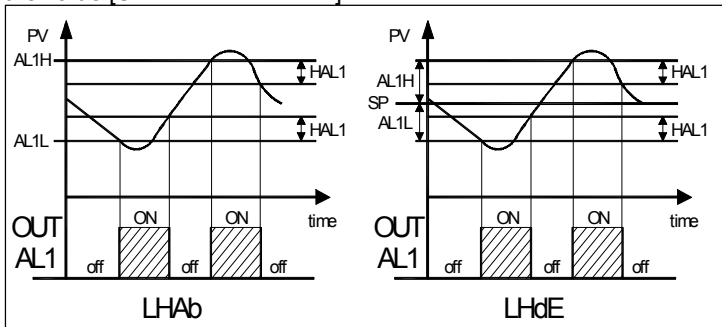 PV
AL1H
HAL1
HAL1
AL1L
time
OUT
AL1
off
ON
off
ON
off
LHAb
PV
AL1H
SP
AL1L
HAL1
HAL1
time
OUT
AL1
off
ON
off
ON
off
LHdE